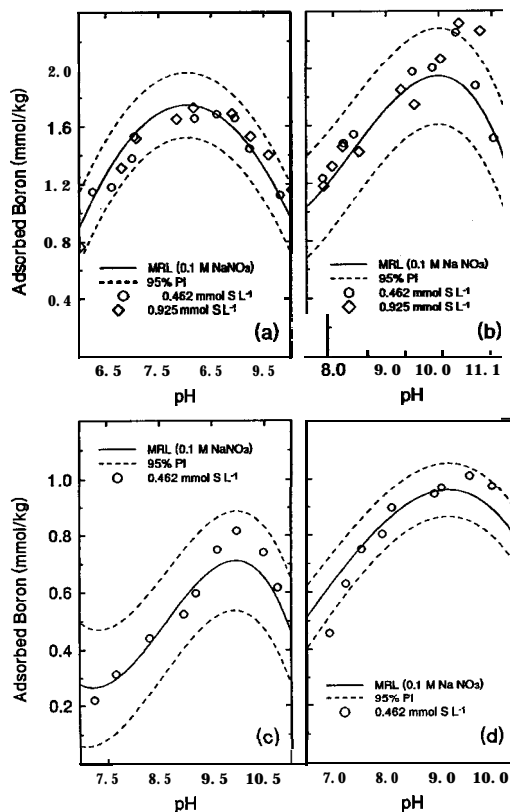 Adsorbed Boron (mmol/kg)
2.0
1.6
1.2
0.8
0.4
MRL (0.1 M NaNO₃)
95% PI
0.462 mmol S L⁻¹
0.925 mmol S L⁻¹
(a)
6.5 8.0 9.5
pH
MRL (0.1 M Na NO₃)
95% PI
0.462 mmol S L⁻¹
0.925 mmol S L⁻¹
(b)
8.0 9.0 10.0 11.1
pH
Adsorbed Boron (mmol/kg)
1.0
0.8
0.6
0.4
0.2
MRL (0.1 M NaNO₃)
95% PI
0.462 mmol S L⁻¹
(c)
7.5 8.5 9.5 10.5
pH
MRL (0.1 M Na NO₃)
95% PI
0.462 mmol S L⁻¹
(d)
7.0 8.0 9.0 10.0
pH